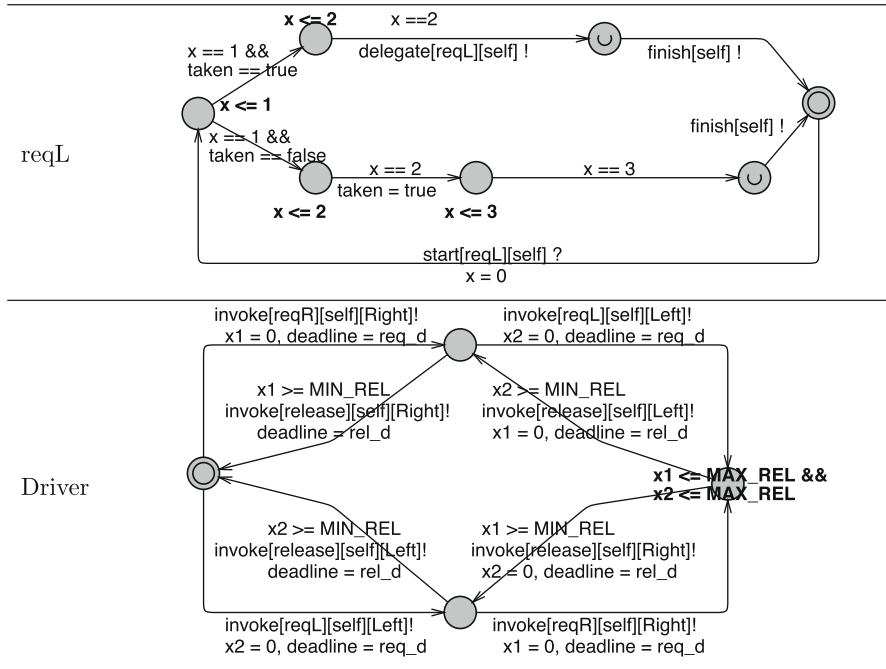 x <= 2
x ==2
x == 1 &&
taken == true
delegate[reqL][self] !
finish[self] !
x <= 1
reqL
x == 1 &&
taken == false
finish[self] !
x == 2
taken = true
x == 3
x <= 2
x <= 3
start[reqL][self] ?
x = 0
invoke[reqR][self][Right]!
x1 = 0, deadline = req_d
invoke[reqL][self][Left]!
x2 = 0, deadline = req_d
x1 >= MIN_REL
invoke[release][self][Right]!
deadline = rel_d
x2 >= MIN_REL
invoke[release][self][Left]!
x1 = 0, deadline = rel_d
Driver
x1 <= MAX_REL &&
x2 <= MAX_REL
x2 >= MIN_REL
invoke[release][self][Left]!
deadline = rel_d
x1 >= MIN_REL
invoke[release][self][Right]!
x2 = 0, deadline = rel_d
invoke[reqL][self][Left]!
x2 = 0, deadline = req_d
invoke[reqR][self][Right]!
x1 = 0, deadline = req_d